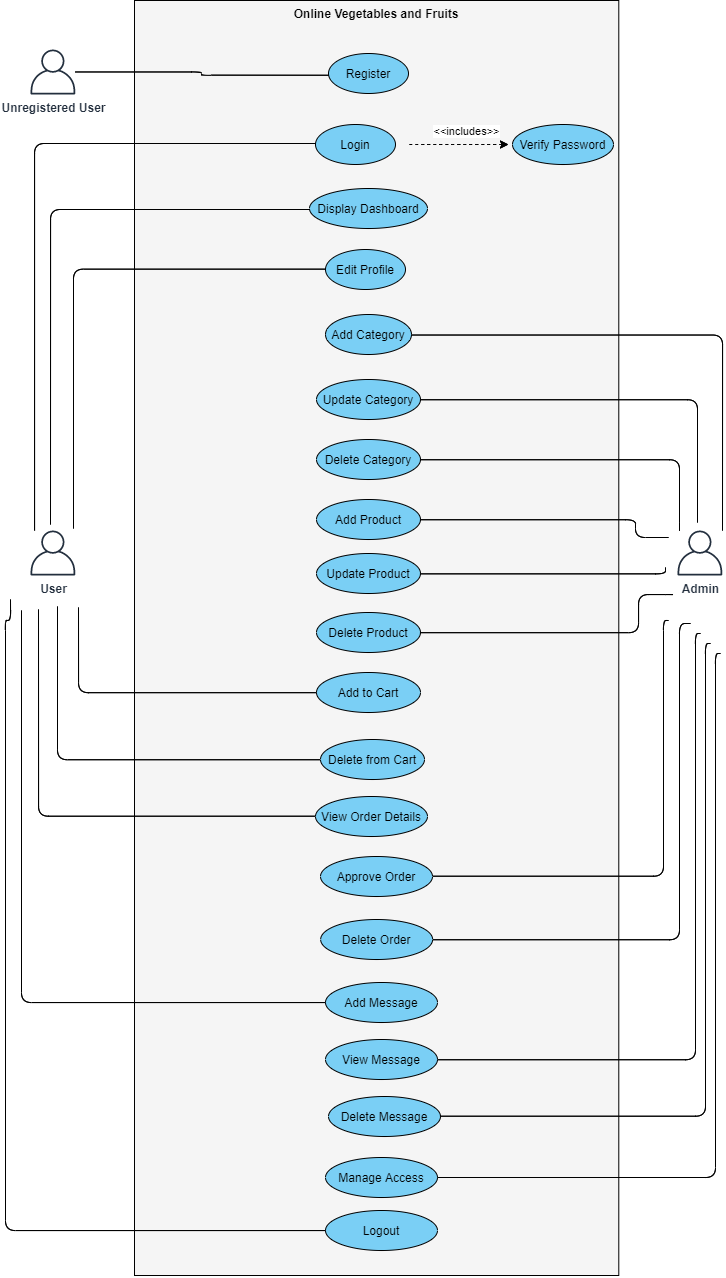 Online Vegetables and Fruits
Register
Unregistered User
<<includes>>
Login
Verify Password
Display Dashboard
Edit Profile
Add Category
Update Category
Delete Category
Add Product
Update Product
User
Admin
Delete Product
Add to Cart
Delete from Cart
View Order Details
Approve Order
Delete Order
Add Message
View Message
Delete Message
Manage Access
Logout